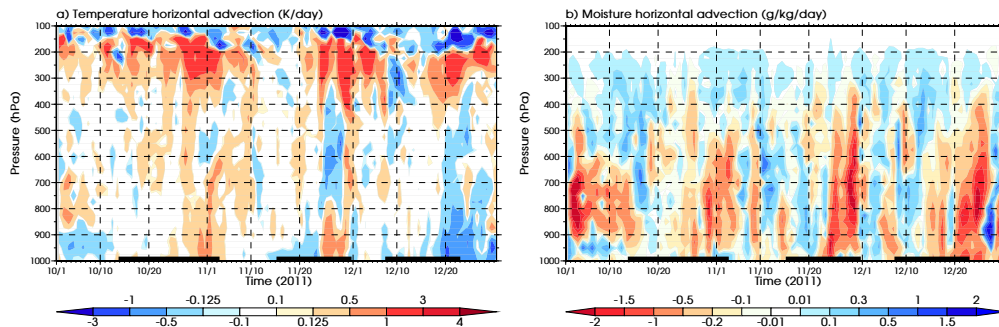 a) Temperature horizontal advection (K/day)
100
200
300
400
500
600
700
800
900
1000
Pressure (hPa)
10/1 10/10 10/20 11/1 11/10 11/20 12/1 12/10 12/20
Time (2011)
-1 -0.125 0.1 0.5 3
-3 -0.5 -0.1 0.125 1 4
b) Moisture horizontal advection (g/kg/day)
100
200
300
400
500
600
700
800
900
1000
Pressure (hPa)
10/1 10/10 10/20 11/1 11/10 11/20 12/1 12/10 12/20
Time (2011)
-1.5 -0.5 -0.1 0.01 0.3 1 2
-2 -1 -0.2 -0.01 0.1 0.5 1.5